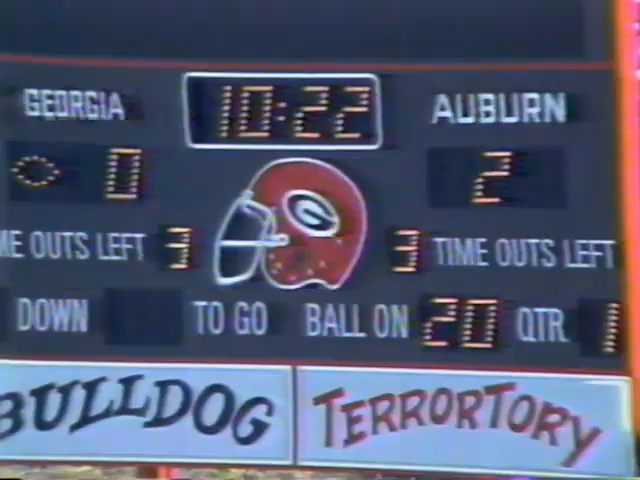 GEORGIA 10:22 AUBURN
0 2
ME OUTS LEFT 3 G 3 TIME OUTS LEFT
DOWN TO GO BALL ON 20 QTR 1
BULLDOG TERRORTORY